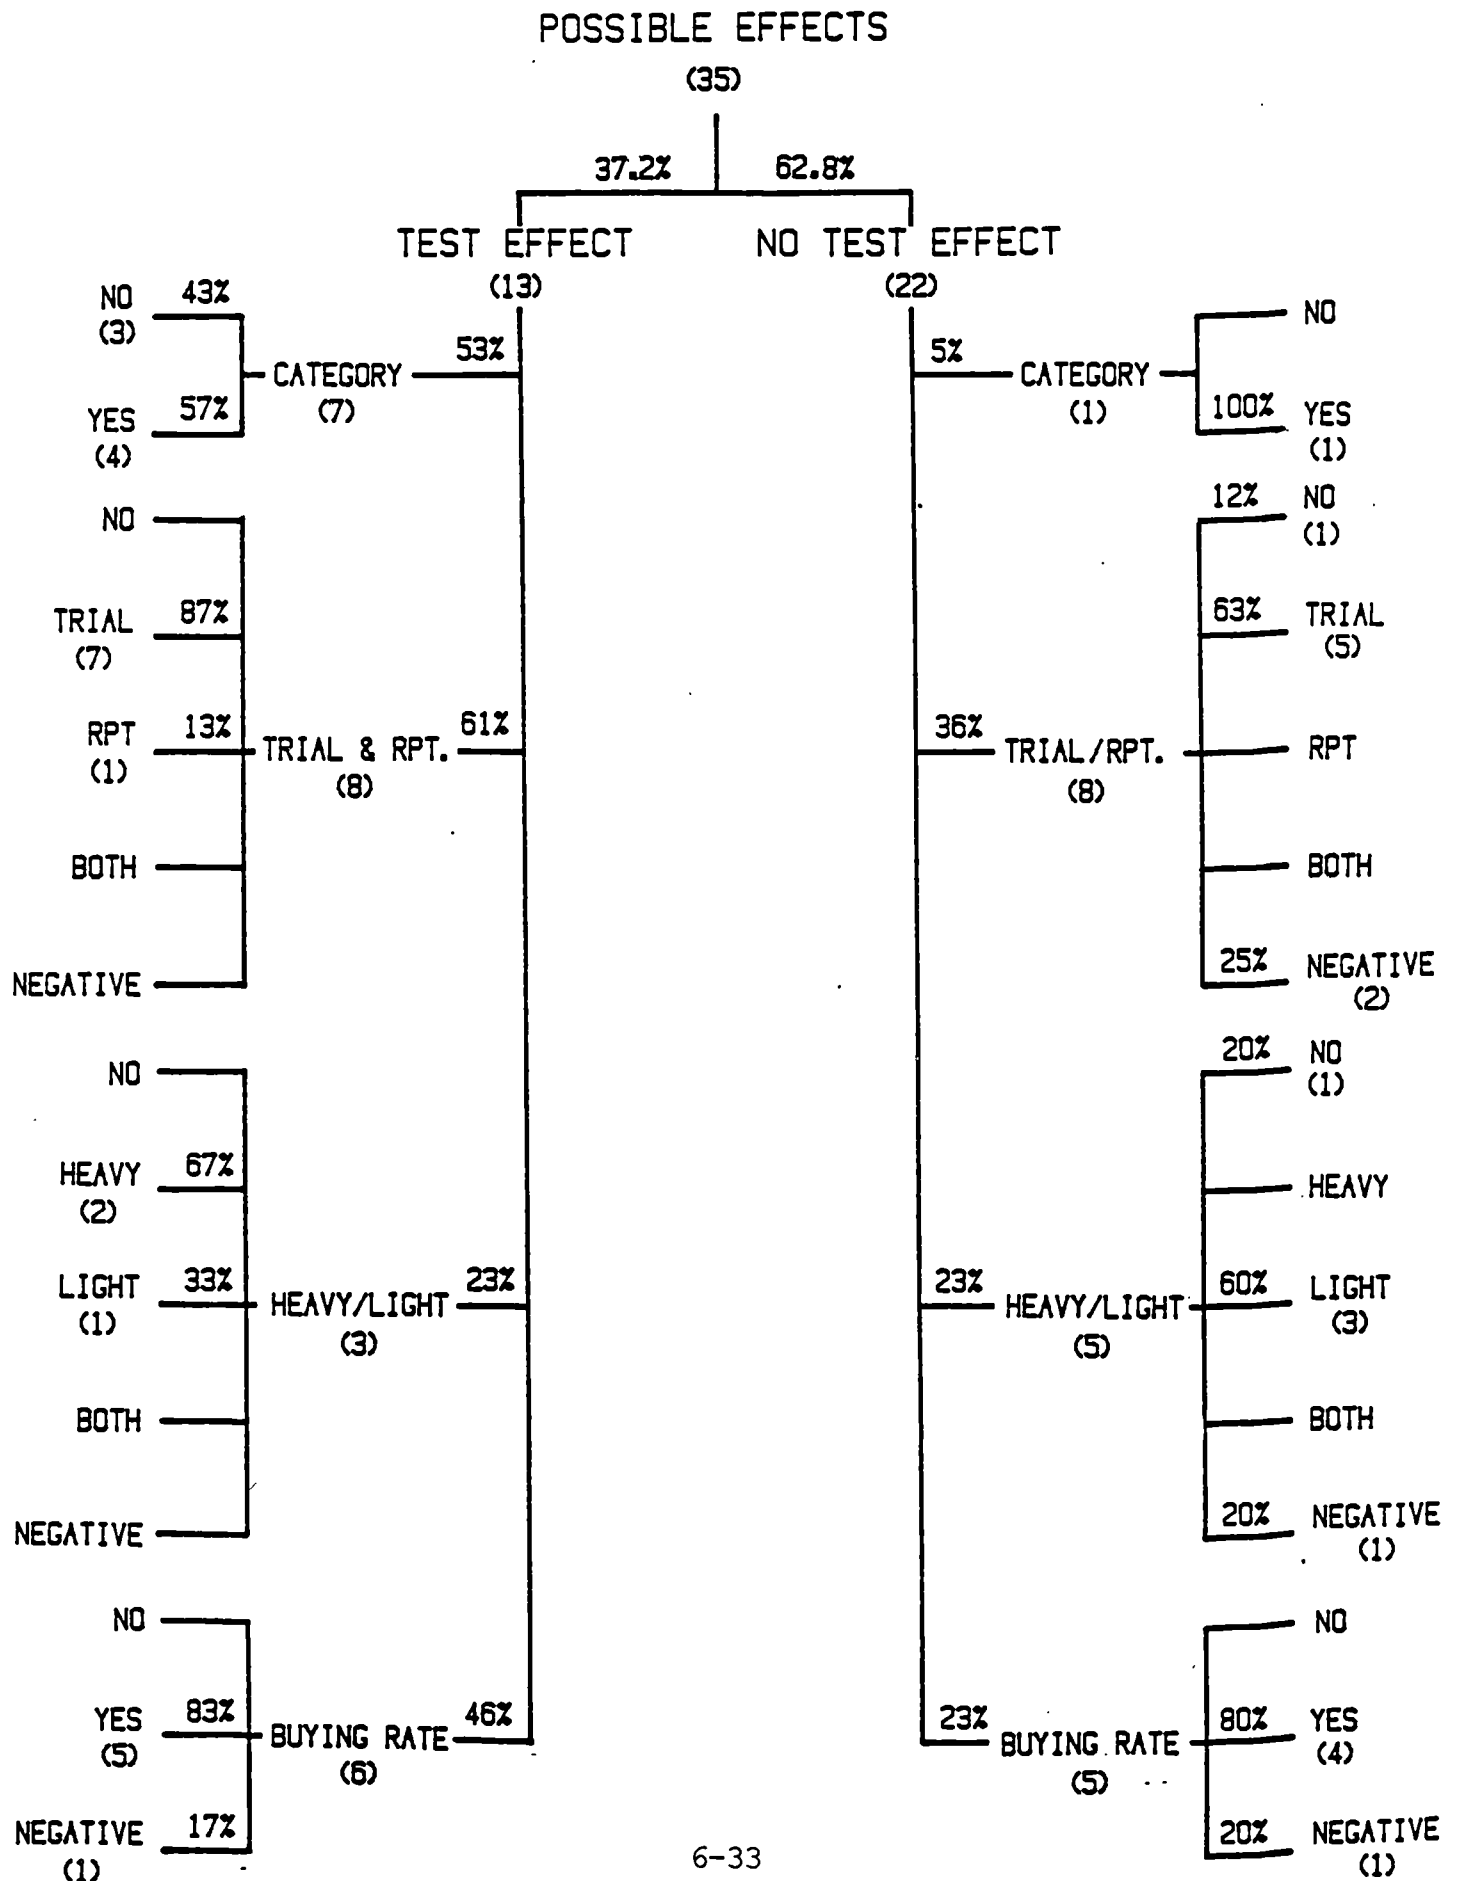 POSSIBLE EFFECTS
(35)
37.2% 62.8%
TEST EFFECT
(13)
NO TEST EFFECT
(22)
NO 43%
(3)
53%
CATEGORY
(7)
YES 57%
(4)
NO
TRIAL 87%
(7)
RPT 13%
(1)
TRIAL & RPT. 61%
(8)
BOTH
NEGATIVE
NO
HEAVY 67%
(2)
LIGHT 33%
(1)
HEAVY/LIGHT 23%
(3)
BOTH
NEGATIVE
NO
YES 83%
(5)
BUYING RATE 46%
(6)
NEGATIVE 17%
(1)
5%
CATEGORY
(1)
NO
100% YES
(1)
12% NO
(1)
63% TRIAL
(5)
36% TRIAL/RPT.
(8)
RPT
BOTH
25% NEGATIVE
(2)
20% NO
(1)
HEAVY
23% HEAVY/LIGHT
(5)
60% LIGHT
(3)
BOTH
20% NEGATIVE
(1)
NO
23% BUYING RATE
(5)
80% YES
(4)
20% NEGATIVE
(1)
6-33